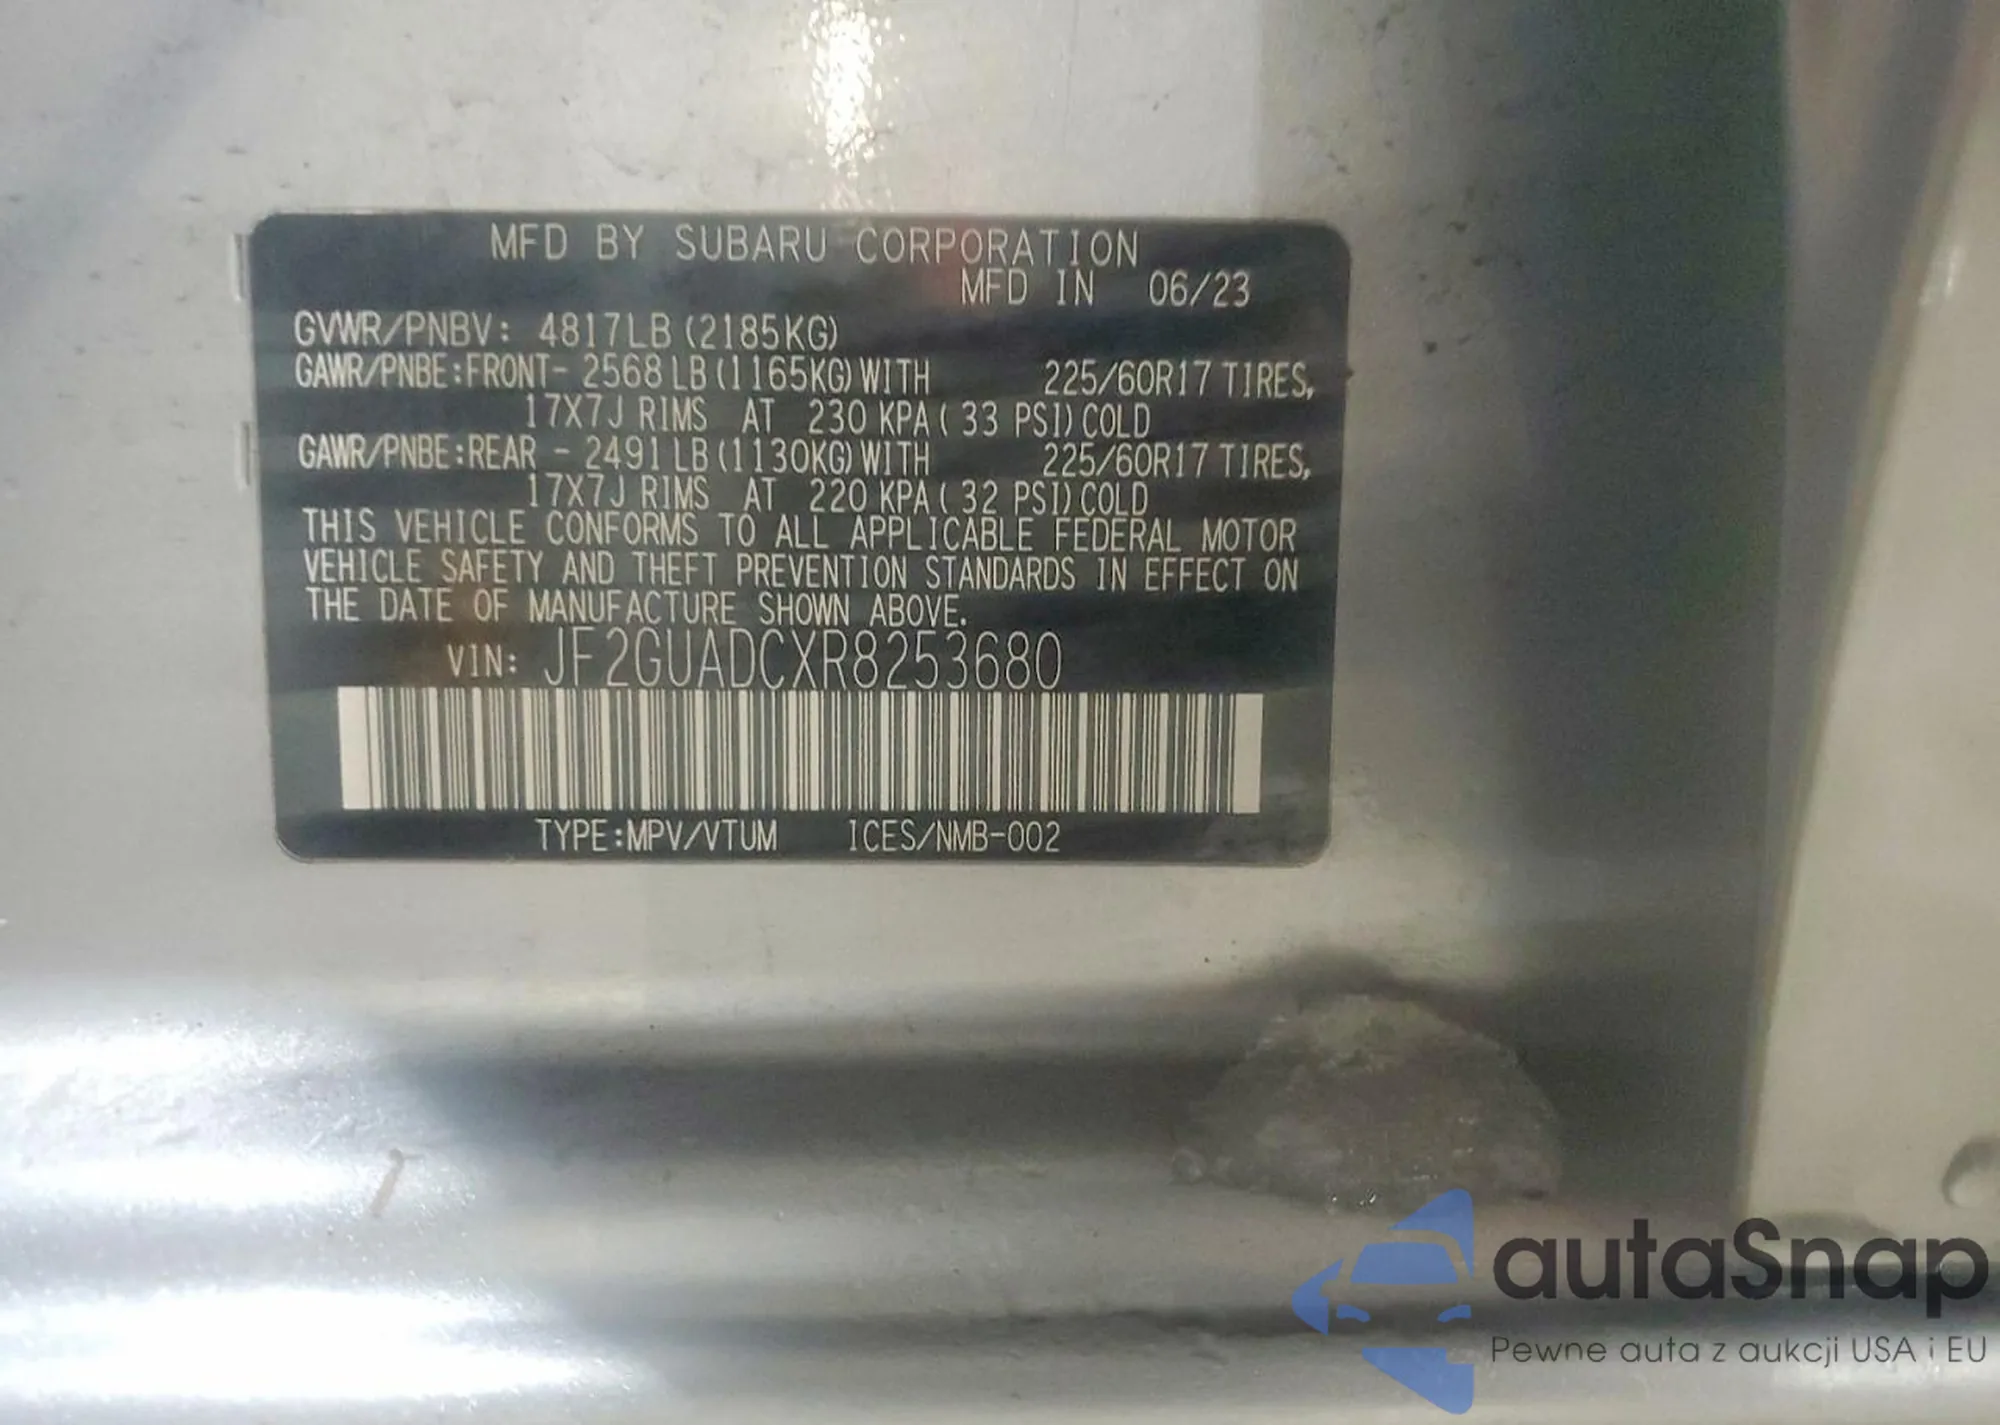 MFD BY SUBARU CORPORATION
MFD IN 06/23
GVWR/PNBV: 4817LB (2185KG)
GAWR/PNBE:FRONT- 2568 LB (1165KG) WITH 225/60R17 TIRES,
17X7J RIMS AT 230 KPA ( 33 PSI) COLD
GAWR/PNBE:REAR - 2491 LB (1130KG) WITH 225/60R17 TIRES,
17X7J RIMS AT 220 KPA ( 32 PSI) COLD
THIS VEHICLE CONFORMS TO ALL APPLICABLE FEDERAL MOTOR
VEHICLE SAFETY AND THEFT PREVENTION STANDARDS IN EFFECT ON
THE DATE OF MANUFACTURE SHOWN ABOVE.
VIN: JF2GUADCXR8253680
TYPE:MPV/VTUM ICES/NMB-002
autaSnap
Pewne auta z aukcji USA i EU